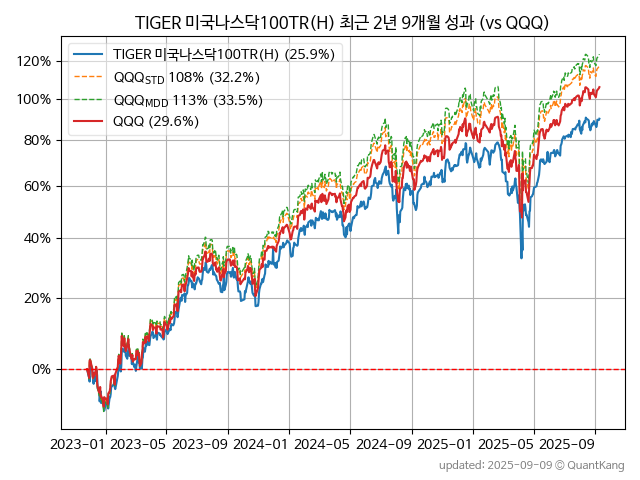 TIGER 미국나스닥100TR(H) 최근 2년 9개월 성과 (vs QQQ)
TIGER 미국나스닥100TR(H) (25.9%)
QQQSTD 108% (32.2%)
QQQMDD 113% (33.5%)
QQQ (29.6%)
120%
100%
80%
60%
40%
20%
0%
2023-01 2023-05 2023-09 2024-01 2024-05 2024-09 2025-01 2025-05 2025-09
updated: 2025-09-09 © QuantKang